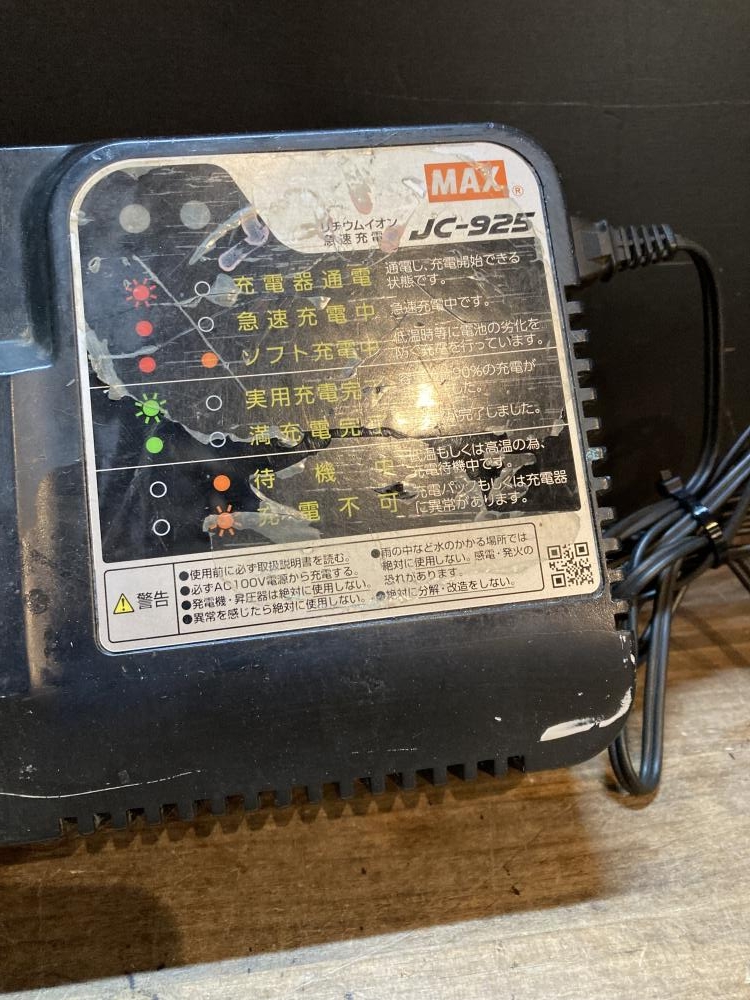 MAX®
リチウムイオン
急速充電
JC-925
充電器通電
通電し、充電開始できる
状態です。
急速充電中
急速充電中です。
ソフト充電中
低温時等に電池の劣化を
防ぐ充電を行っています。
実用充電完
90%の充電が
した。
満充電完
完了しました。
待機中
低温もしくは高温の為、
充電待機中です。
充電不可
充電パックもしくは充電器
に異常があります。
警告
●使用前に必ず取扱説明書を読む。
●必ずAC100V電源から充電する。
●発電機・昇圧器は絶対に使用しない。
●異常を感じたら絶対に使用しない。
●雨の中など水のかかる場所では
絶対に使用しない。感電・発火の
恐れがあります。
●絶対に分解・改造をしない。